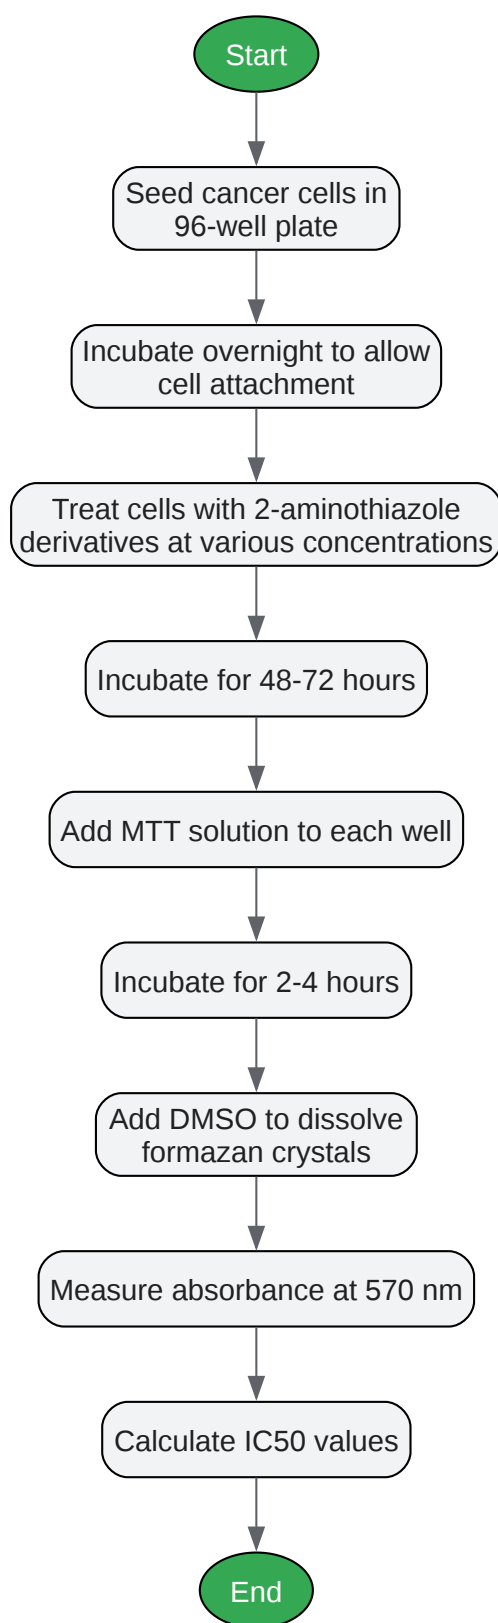 Start
Seed cancer cells in
96-well plate
Incubate overnight to allow
cell attachment
Treat cells with 2-aminothiazole
derivatives at various concentrations
Incubate for 48-72 hours
Add MTT solution to each well
Incubate for 2-4 hours
Add DMSO to dissolve
formazan crystals
Measure absorbance at 570 nm
Calculate IC50 values
End